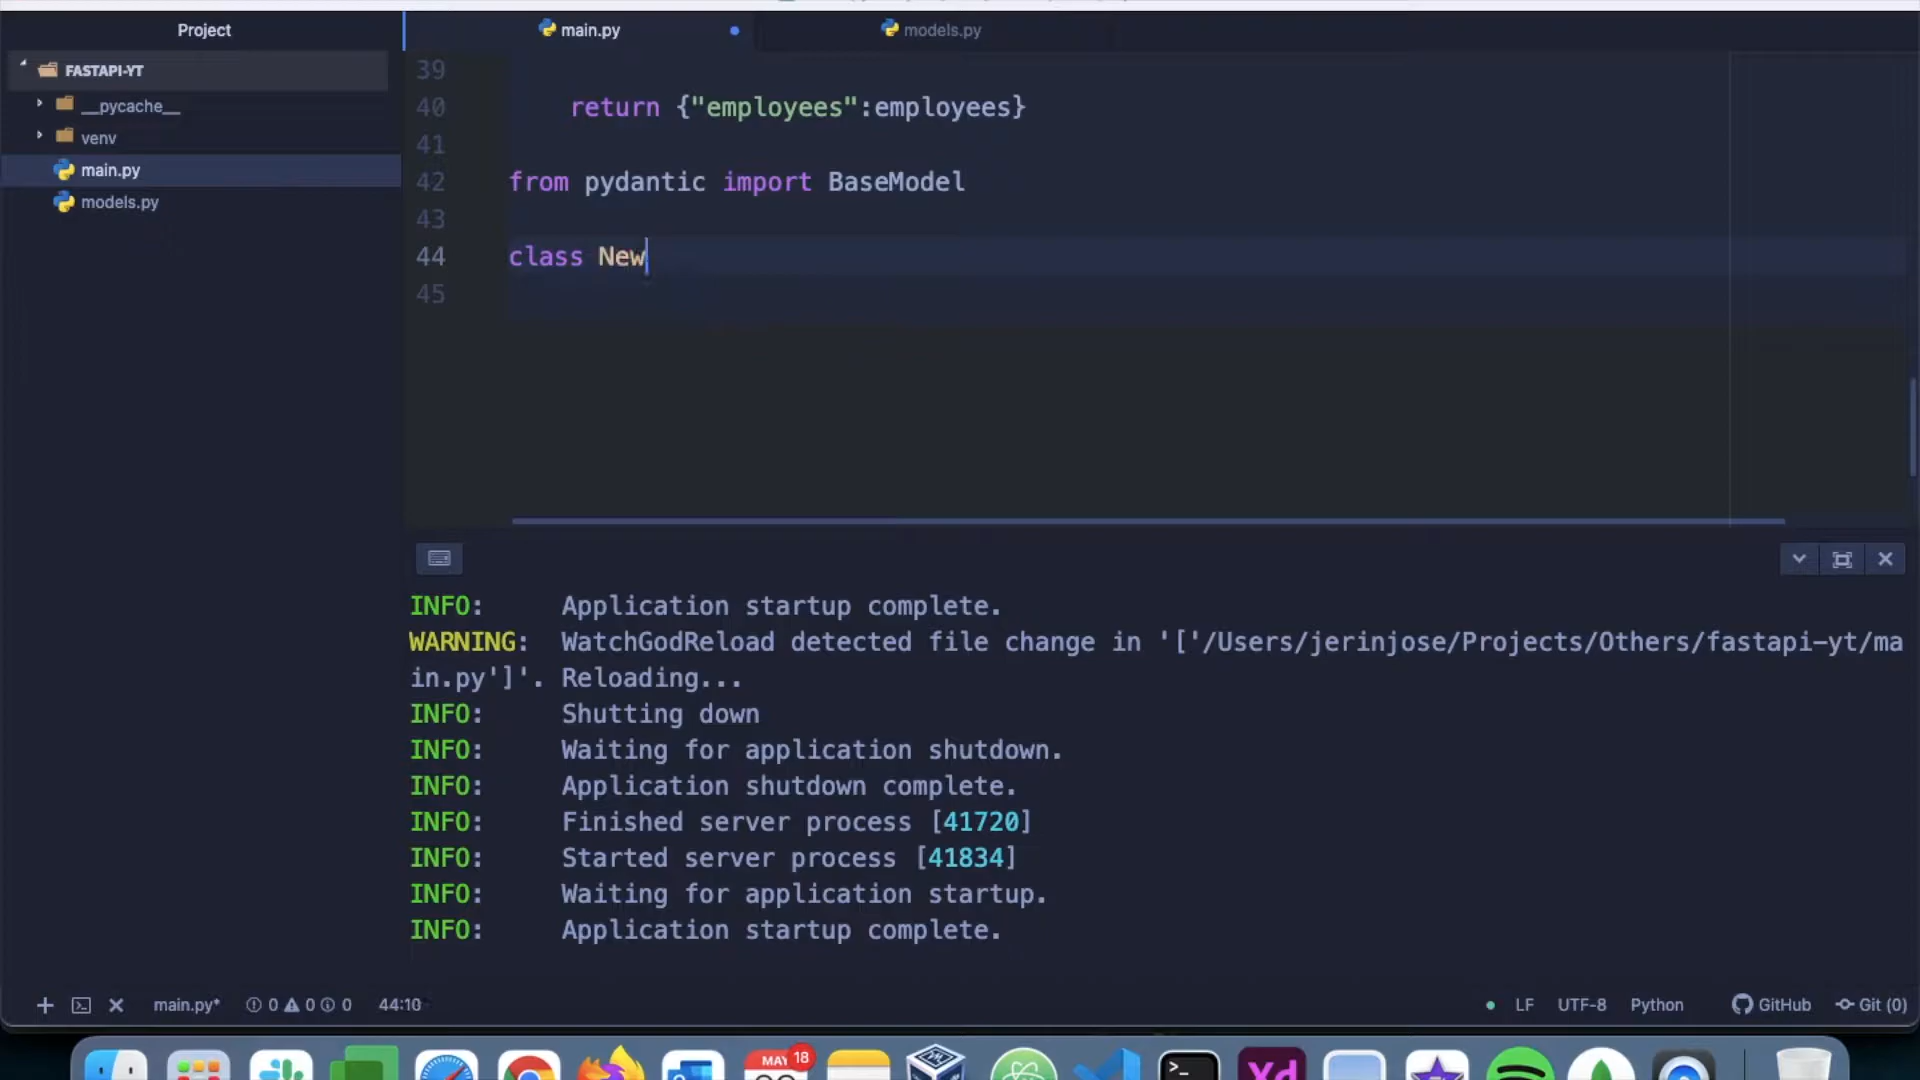 Project
main.py
models.py
FASTAPI-YT
__pycache__
venv
main.py
models.py
39
40 return {"employees":employees}
41
42 from pydantic import BaseModel
43
44 class New
45
INFO: Application startup complete.
WARNING: WatchGodReload detected file change in '['/Users/jerinjose/Projects/Others/fastapi-yt/ma
in.py']'. Reloading...
INFO: Shutting down
INFO: Waiting for application shutdown.
INFO: Application shutdown complete.
INFO: Finished server process [41720]
INFO: Started server process [41834]
INFO: Waiting for application startup.
INFO: Application startup complete.
main.py* 0 0 0 44:10 LF UTF-8 Python GitHub Git (0)
MAY 18
Xd